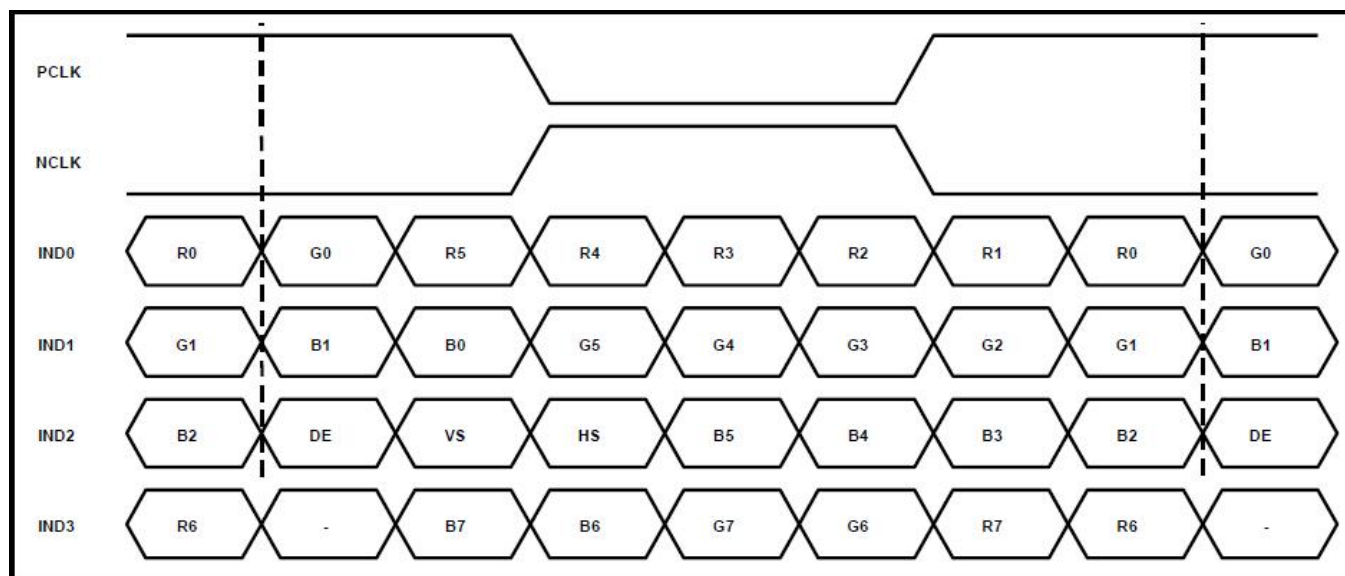 PCLK
NCLK
IND0 R0 G0 R5 R4 R3 R2 R1 R0 G0
IND1 G1 B1 B0 G5 G4 G3 G2 G1 B1
IND2 B2 DE VS HS B5 B4 B3 B2 DE
IND3 R6 - B7 B6 G7 G6 R7 R6 -